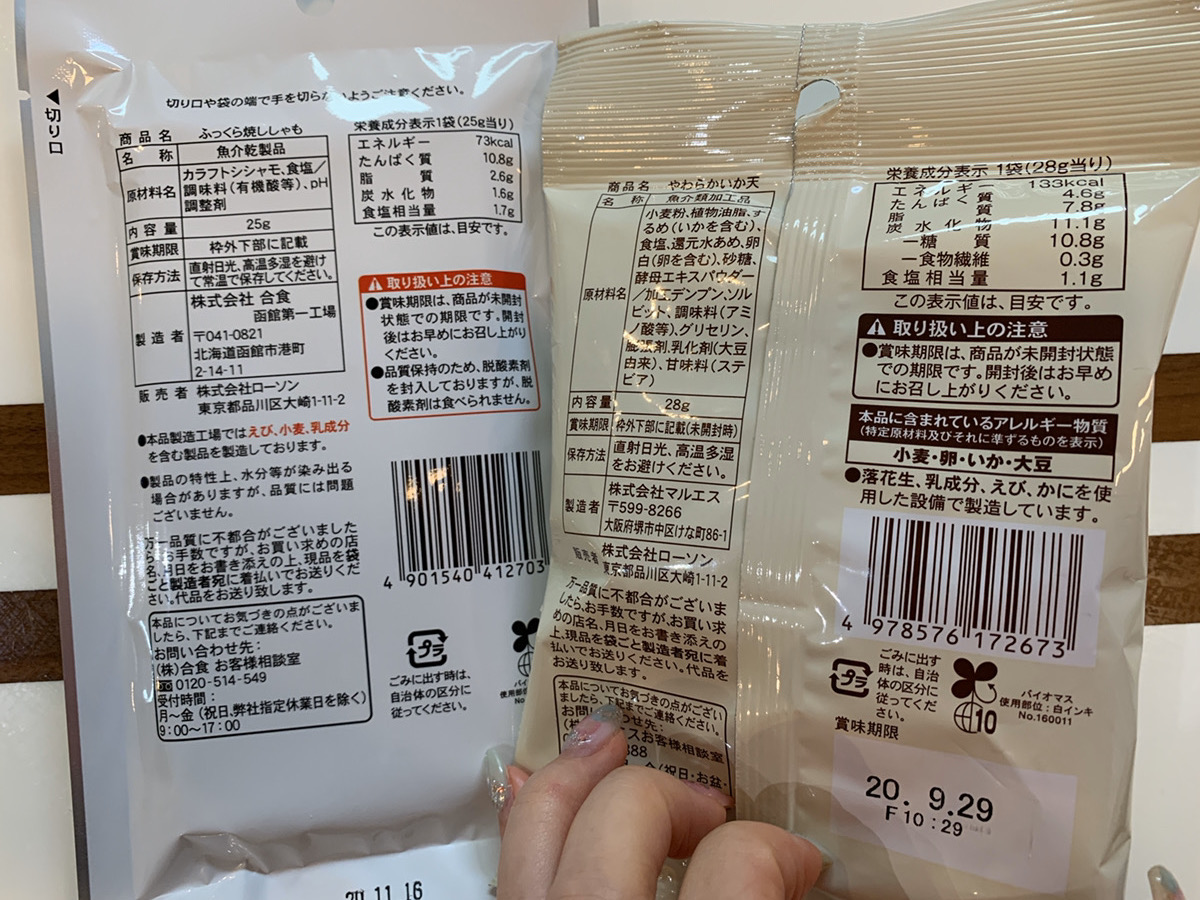 ◀切り口
切り口や袋の端で手を切らないようご注意ください。
商品名 ふっくら焼ししゃも
名称 魚介乾製品
原材料名 カラフトシシャモ、食塩/
調味料(有機酸等)、pH
調整剤
内容量 25g
賞味期限 枠外下部に記載
保存方法 直射日光、高温多湿を避け
て常温で保存してください。
製造者 株式会社 合食
函館第一工場
〒041-0821
北海道函館市港町
2-14-11
販売者 株式会社ローソン
東京都品川区大崎1-11-2
●本品製造工場ではえび、小麦、乳成分
を含む製品を製造しております。
●製品の特性上、水分等が染み出る
場合がありますが、品質には問題
ございません。
万一品質に不都合がございました
ら、お手数ですが、お買い求めの店
名、月日をお書き添えの上、現品を袋
ごと製造者宛に着払いでお送りくだ
さい。代品をお送り致します。
本品についてお気づきの点がございま
したら、下記までご連絡ください。
お問い合わせ先:
(株)合食 お客様相談室
0120-514-549
受付時間:
月~金(祝日、弊社指定休業日を除く)
9:00~17:00
栄養成分表示1袋(25g当り)
エネルギー 73kcal
たんぱく質 10.8g
脂質 2.6g
炭水化物 1.6g
食塩相当量 1.7g
この表示値は、目安です。
⚠取り扱い上の注意
●賞味期限は、商品が未開封
状態での期限です。開封
後はお早めにお召し上がり
ください。
●品質保持のため、脱酸素剤
を封入しておりますが、脱
酸素剤は食べられません。
4 901540 412703
プラ
ごみに出す時は、
自治体の区分に
従ってください。
11.16
商品名 やわらかいか天
名称 魚介類加工品
原材料名 小麦粉、植物油脂、す
るめ(いかを含む)、
食塩、還元水あめ、卵
白(卵を含む)、砂糖、
酵母エキスパウダー
/加工デンプン、ソル
ビット、調味料(アミ
ノ酸等)、グリセリン、
膨張剤、乳化剤(大豆
由来)、甘味料(ステ
ビア)
内容量 28g
賞味期限 枠外下部に記載(未開封時)
保存方法 直射日光、高温多湿
をお避けください。
製造者 株式会社マルエス
〒599-8266
大阪府堺市中区けな町86-1
販売者 株式会社ローソン
東京都品川区大崎1-11-2
万一品質に不都合がございま
したら、お手数ですが、お買い求
めの店名、月日をお書き添えの
上、現品を袋ごと製造者宛に着
払いでお送りください。代品を
お送り致します。
本品についてお気づきの点がござい
ましたら、下記までご連絡ください。
お客様相談室
栄養成分表示 1袋(28g当り)
エネルギー 133kcal
たんぱく質 4.6g
脂質 7.8g
炭水化物 11.1g
―糖質 10.8g
―食物繊維 0.3g
食塩相当量 1.1g
この表示値は、目安です。
⚠取り扱い上の注意
●賞味期限は、商品が未開封状態
での期限です。開封後はお早め
にお召し上がりください。
本品に含まれているアレルギー物質
(特定原材料及びそれに準ずるものを表示)
小麦・卵・いか・大豆
●落花生、乳成分、えび、かにを使
用した設備で製造しています。
4 978576 172673
プラ
ごみに出す
時は、自治
体の区分に
従ってくだ
さい。
10
バイオマス
使用部位:白インキ
No.160011
賞味期限
20. 9.29
F10:29